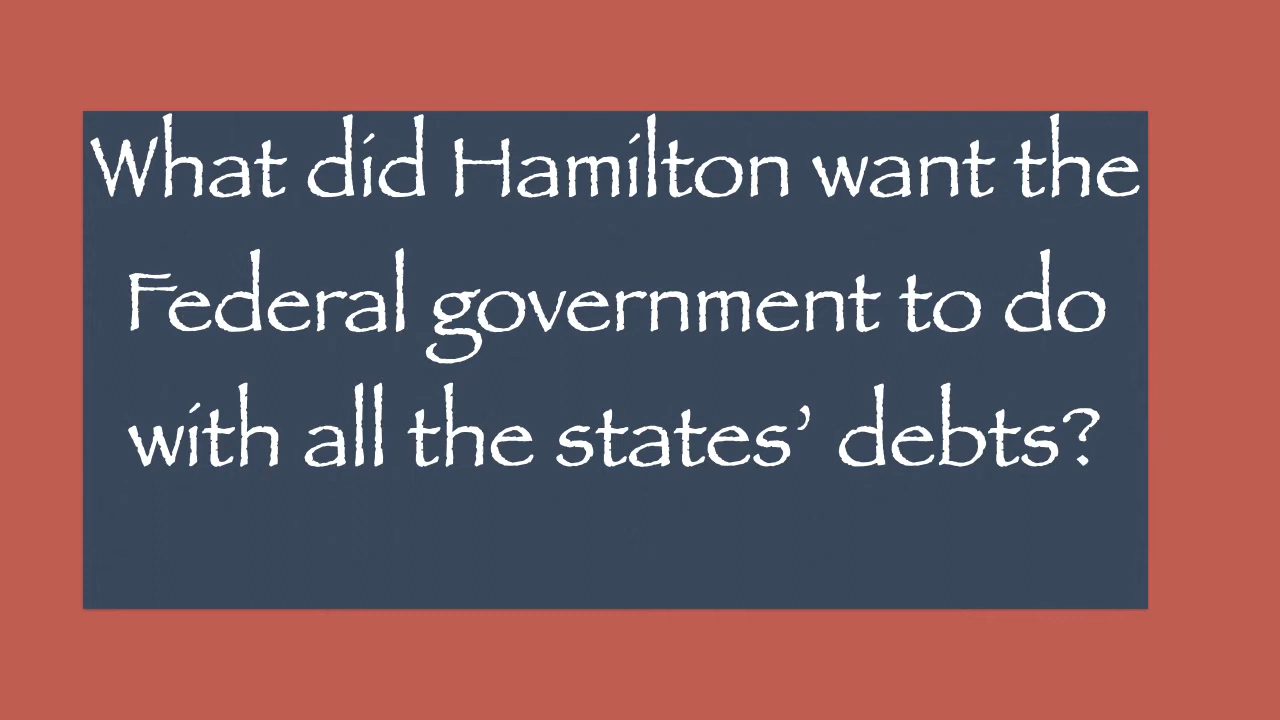 What did Hamilton want the
Federal government to do
with all the states’ debts?